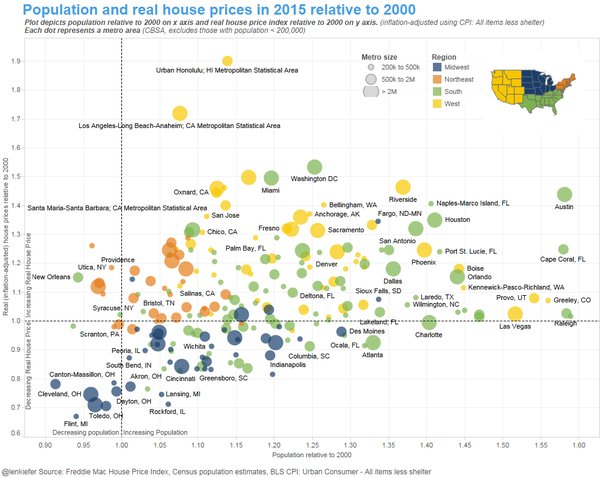 Population and real house prices in 2015 relative to 2000
Plot depicts population relative to 2000 on x axis and real house price index relative to 2000 on y axis. (inflation-adjusted using CPI: All items less shelter)
Each dot represents a metro area (CBSA, excludes those with population < 200,000)
Metro size
200k to 500k
500k to 2M
> 2M
Region
Midwest
Northeast
South
West
Real (inflation-adjusted) house prices relative to 2000
Decreasing Real House Price
Increasing Real House Price
1.9
1.8
1.7
1.6
1.5
1.4
1.3
1.2
1.1
1.0
0.9
0.8
0.7
0.6
Urban Honolulu; HI Metropolitan Statistical Area
Los Angeles-Long Beach-Anaheim; CA Metropolitan Statistical Area
Washington DC
Miami
Oxnard, CA
Riverside
Austin
Santa Maria-Santa Barbara; CA Metropolitan Statistical Area
San Jose
Bellingham, WA
Anchorage, AK
Naples-Marco Island, FL
Fargo, ND-MN
Houston
Chico, CA
Fresno
Sacramento
San Antonio
Palm Bay, FL
Port St. Lucie, FL
Cape Coral, FL
Providence
Utica, NY
New Orleans
Denver
Phoenix
Boise
Orlando
Dallas
Kennewick-Pasco-Richland, WA
Salinas, CA
Deltona, FL
Sioux Falls, SD
Laredo, TX
Provo, UT
Greeley, CO
Syracuse, NY
Bristol, TN
Wilmington, NC
Las Vegas
Raleigh
Scranton, PA
Lakeland, FL
Charlotte
Des Moines
Wichita
Peoria, IL
Ocala, FL
Atlanta
Columbia, SC
South Bend, IN
Indianapolis
Canton-Massillon, OH
Akron, OH
Cincinnati
Greensboro, SC
Cleveland, OH
Dayton, OH
Lansing, MI
Toledo, OH
Rockford, IL
Flint, MI
Decreasing population
Increasing Population
0.90
0.95
1.00
1.05
1.10
1.15
1.20
1.25
1.30
1.35
1.40
1.45
1.50
1.55
1.60
Population relative to 2000
@lenkiefer Source: Freddie Mac House Price Index, Census population estimates, BLS CPI: Urban Consumer - All items less shelter